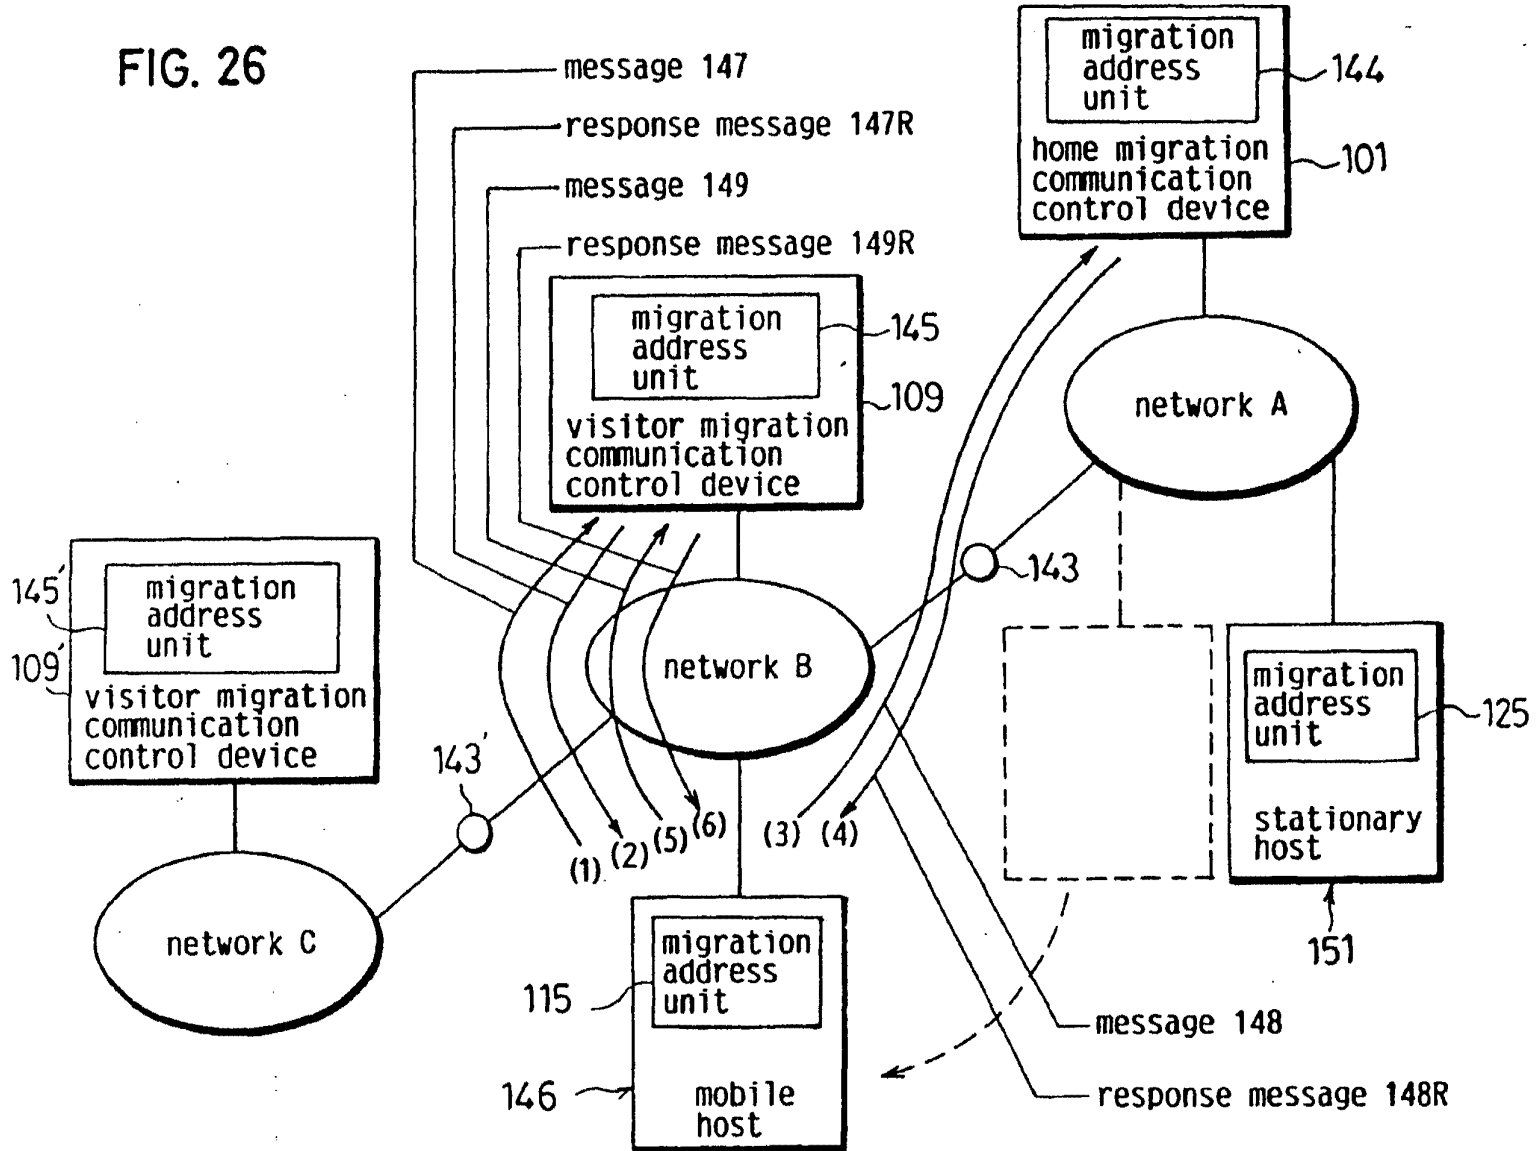 FIG. 26
message 147
response message 147R
message 149
response message 149R
migration
address
unit
144
home migration
communication
control device
101
migration
address
unit
145
visitor migration
communication
control device
109
network A
143
145'
migration
address
unit
109'
visitor migration
communication
control device
network B
143'
migration
address
unit
125
stationary
host
151
(1)
(2)
(5)
(6)
(3)
(4)
network C
migration
address
unit
115
mobile
host
146
message 148
response message 148R